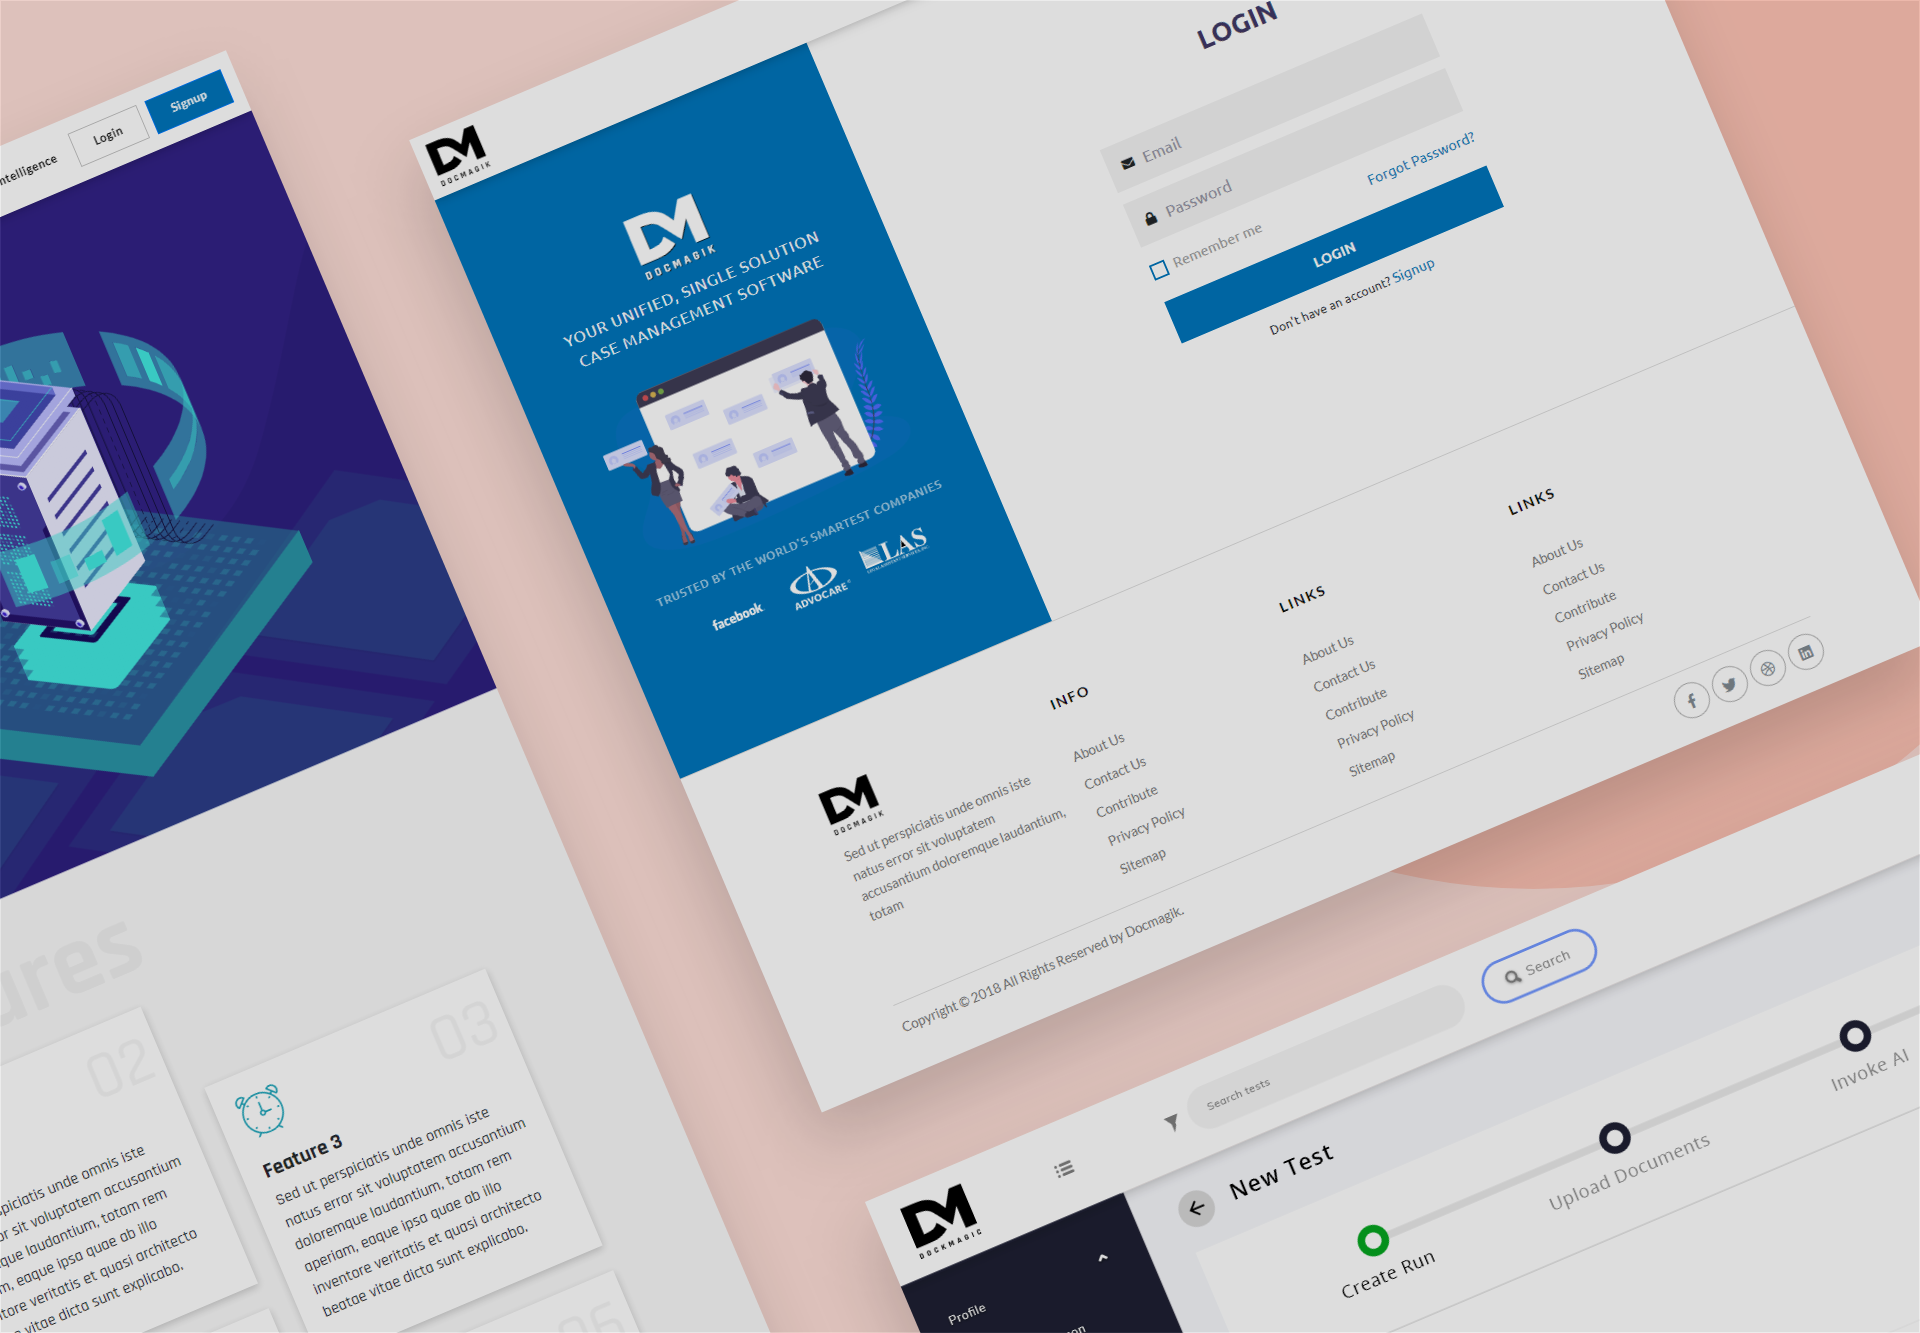 ntelligence
Login
Signup
ures
02
03
spiciatis unde omnis iste
or sit voluptatem accusantium
que laudantium, totam rem
m, eaque ipsa quae ab illo
tore veritatis et quasi architecto
vitae dicta sunt explicabo.
Feature 3
Sed ut perspiciatis unde omnis iste
natus error sit voluptatem accusantium
doloremque laudantium, totam rem
aperiam, eaque ipsa quae ab illo
inventore veritatis et quasi architecto
beatae vitae dicta sunt explicabo.
05
DM
DOCMAGIK
DM
DOCMAGIK
YOUR UNIFIED, SINGLE SOLUTION
CASE MANAGEMENT SOFTWARE
TRUSTED BY THE WORLD'S SMARTEST COMPANIES
facebook
ADVOCARE
LAS
LOGIN
Email
Password
Remember me
Forgot Password?
LOGIN
Don't have an account? Signup
DM
DOCMAGIK
Sed ut perspiciatis unde omnis iste
natus error sit voluptatem
accusantium doloremque laudantium,
totam
INFO
About Us
Contact Us
Contribute
Privacy Policy
Sitemap
LINKS
About Us
Contact Us
Contribute
Privacy Policy
Sitemap
LINKS
About Us
Contact Us
Contribute
Privacy Policy
Sitemap
Copyright © 2018 All Rights Reserved by Docmagik.
DM
DOCKMAGIC
Search tests
Search
Profile
on
New Test
Create Run
Upload Documents
Invoke AI